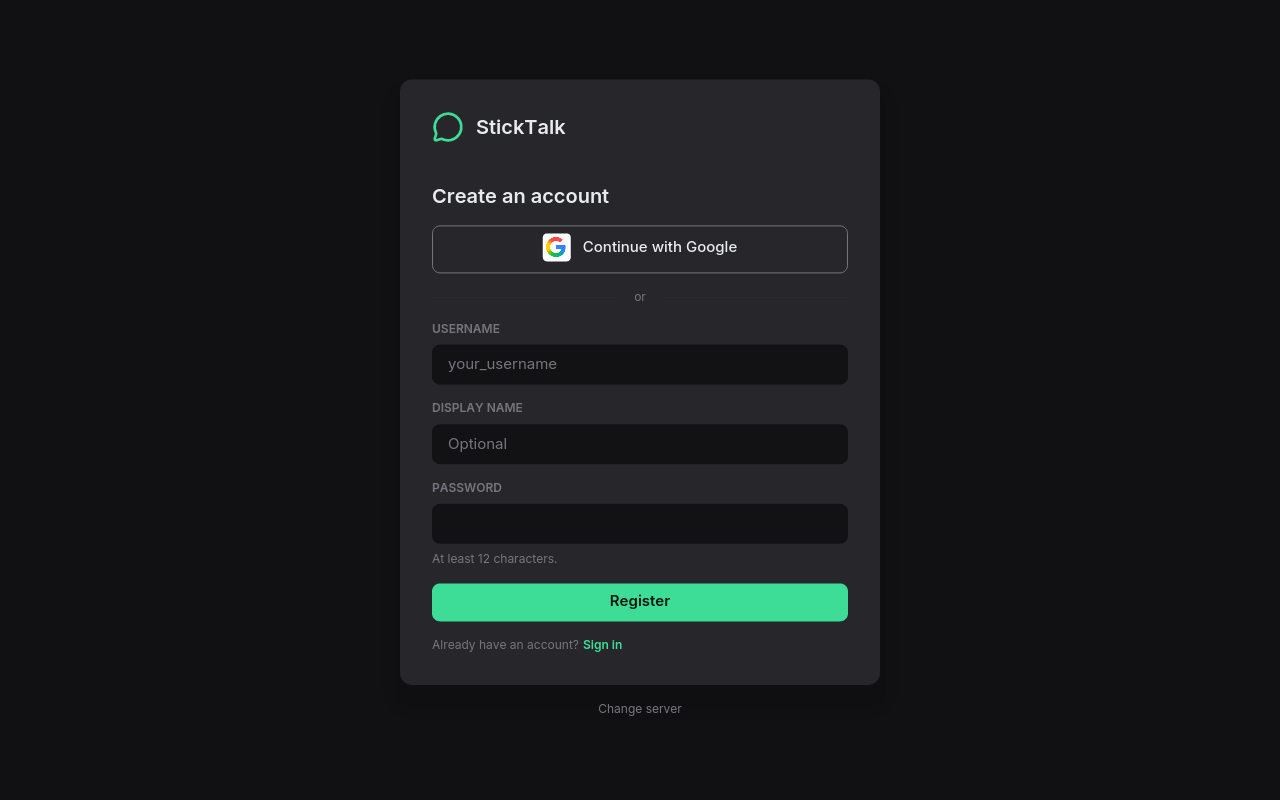 StickTalk
Create an account
Continue with Google
or
USERNAME
your_username
DISPLAY NAME
Optional
PASSWORD
At least 12 characters.
Register
Already have an account? Sign in
Change server